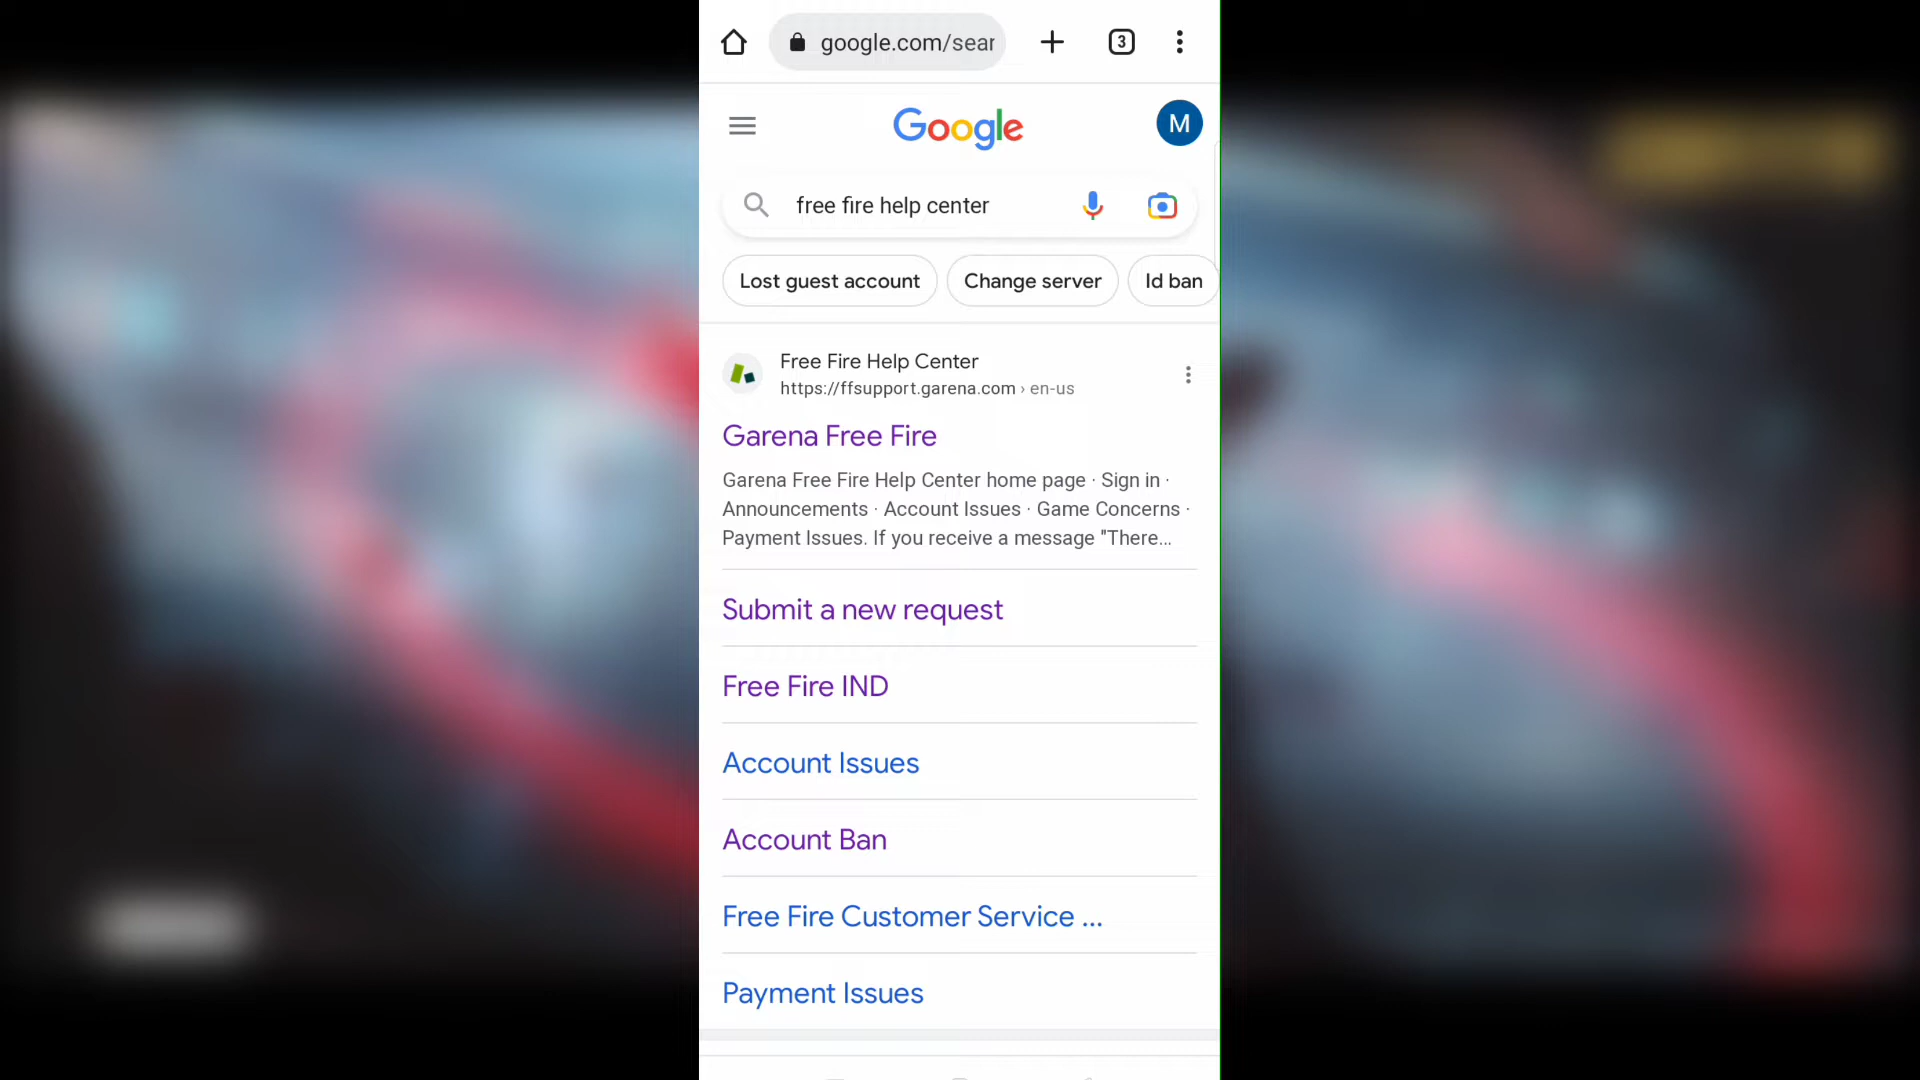 google.com/sear
3
Google
M
free fire help center
Lost guest account
Change server
Id ban
Free Fire Help Center
https://ffsupport.garena.com › en-us
Garena Free Fire
Garena Free Fire Help Center home page · Sign in ·
Announcements · Account Issues · Game Concerns ·
Payment Issues. If you receive a message "There...
Submit a new request
Free Fire IND
Account Issues
Account Ban
Free Fire Customer Service ...
Payment Issues